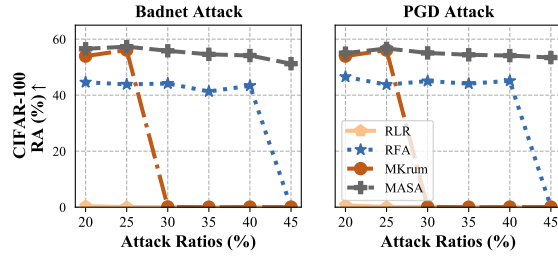 Badnet Attack
PGD Attack
CIFAR-100
RA (%)↑
60
40
20
0
20 25 30 35 40 45
20 25 30 35 40 45
Attack Ratios (%)
Attack Ratios (%)
RLR
RFA
MKrum
MASA